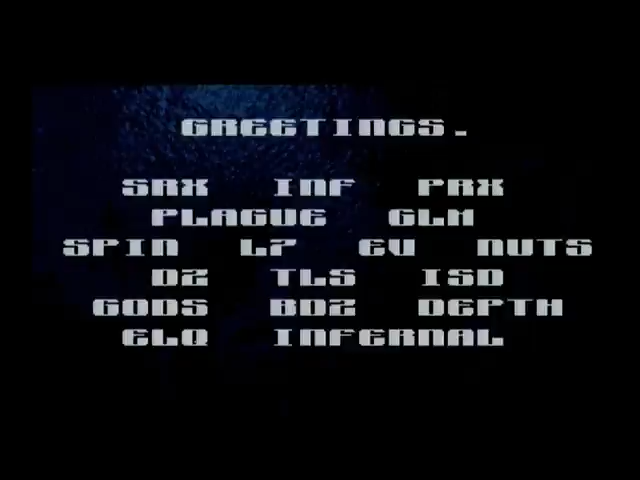 GREETINGS.
SRX INF PRX
PLAGUE GLM
SPIN L7 EV NUTS
DZ TLS ISD
GODS BDZ DEPTH
ELQ INFERNAL